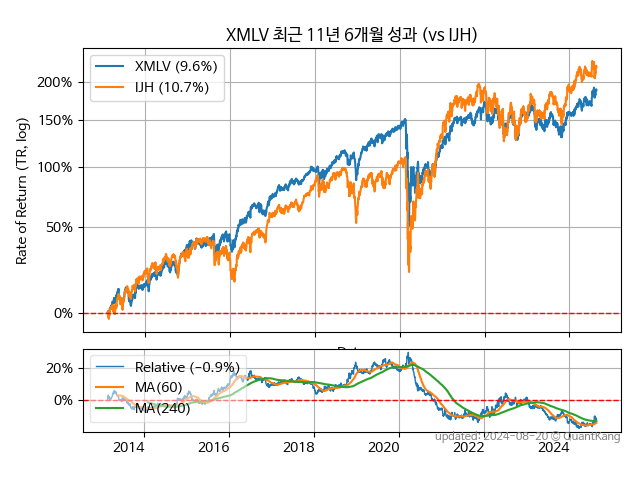 XMLV 최근 11년 6개월 성과 (vs IJH)
Rate of Return (TR, log)
200%
150%
100%
50%
0%
XMLV (9.6%)
IJH (10.7%)
20%
0%
Relative (−0.9%)
MA(60)
MA(240)
2014
2016
2018
2020
2022
2024
updated: 2024-08-20 © QuantKang